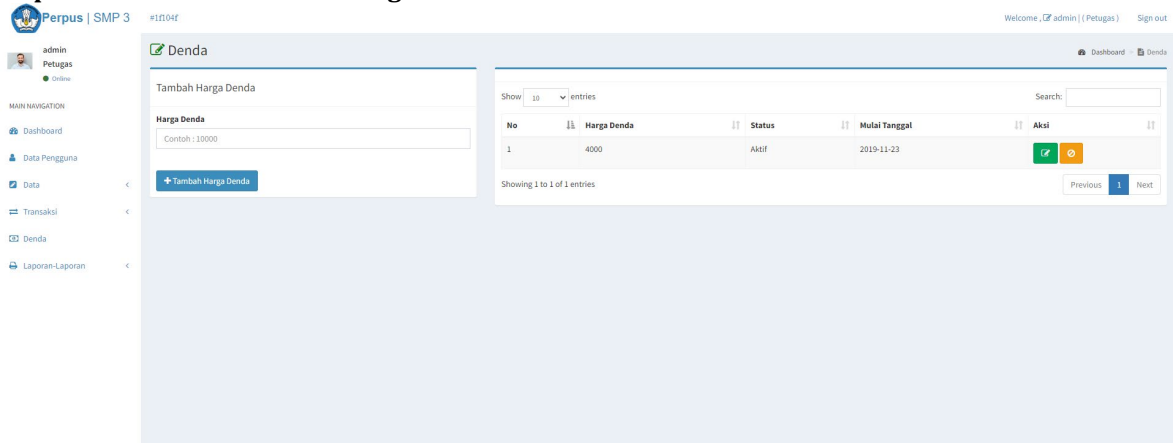 Perpus | SMP 3
#1f104f
Welcome , admin | ( Petugas )
Sign out
admin
Petugas
Online
MAIN NAVIGATION
Dashboard
Data Pengguna
Data
Transaksi
Denda
Laporan-Laporan
Denda
Dashboard > Denda
Tambah Harga Denda
Harga Denda
Contoh : 10000
+ Tambah Harga Denda
Show 10 entries
Search:
No Harga Denda Status Mulai Tanggal Aksi
1 4000 Aktif 2019-11-23
Showing 1 to 1 of 1 entries
Previous 1 Next